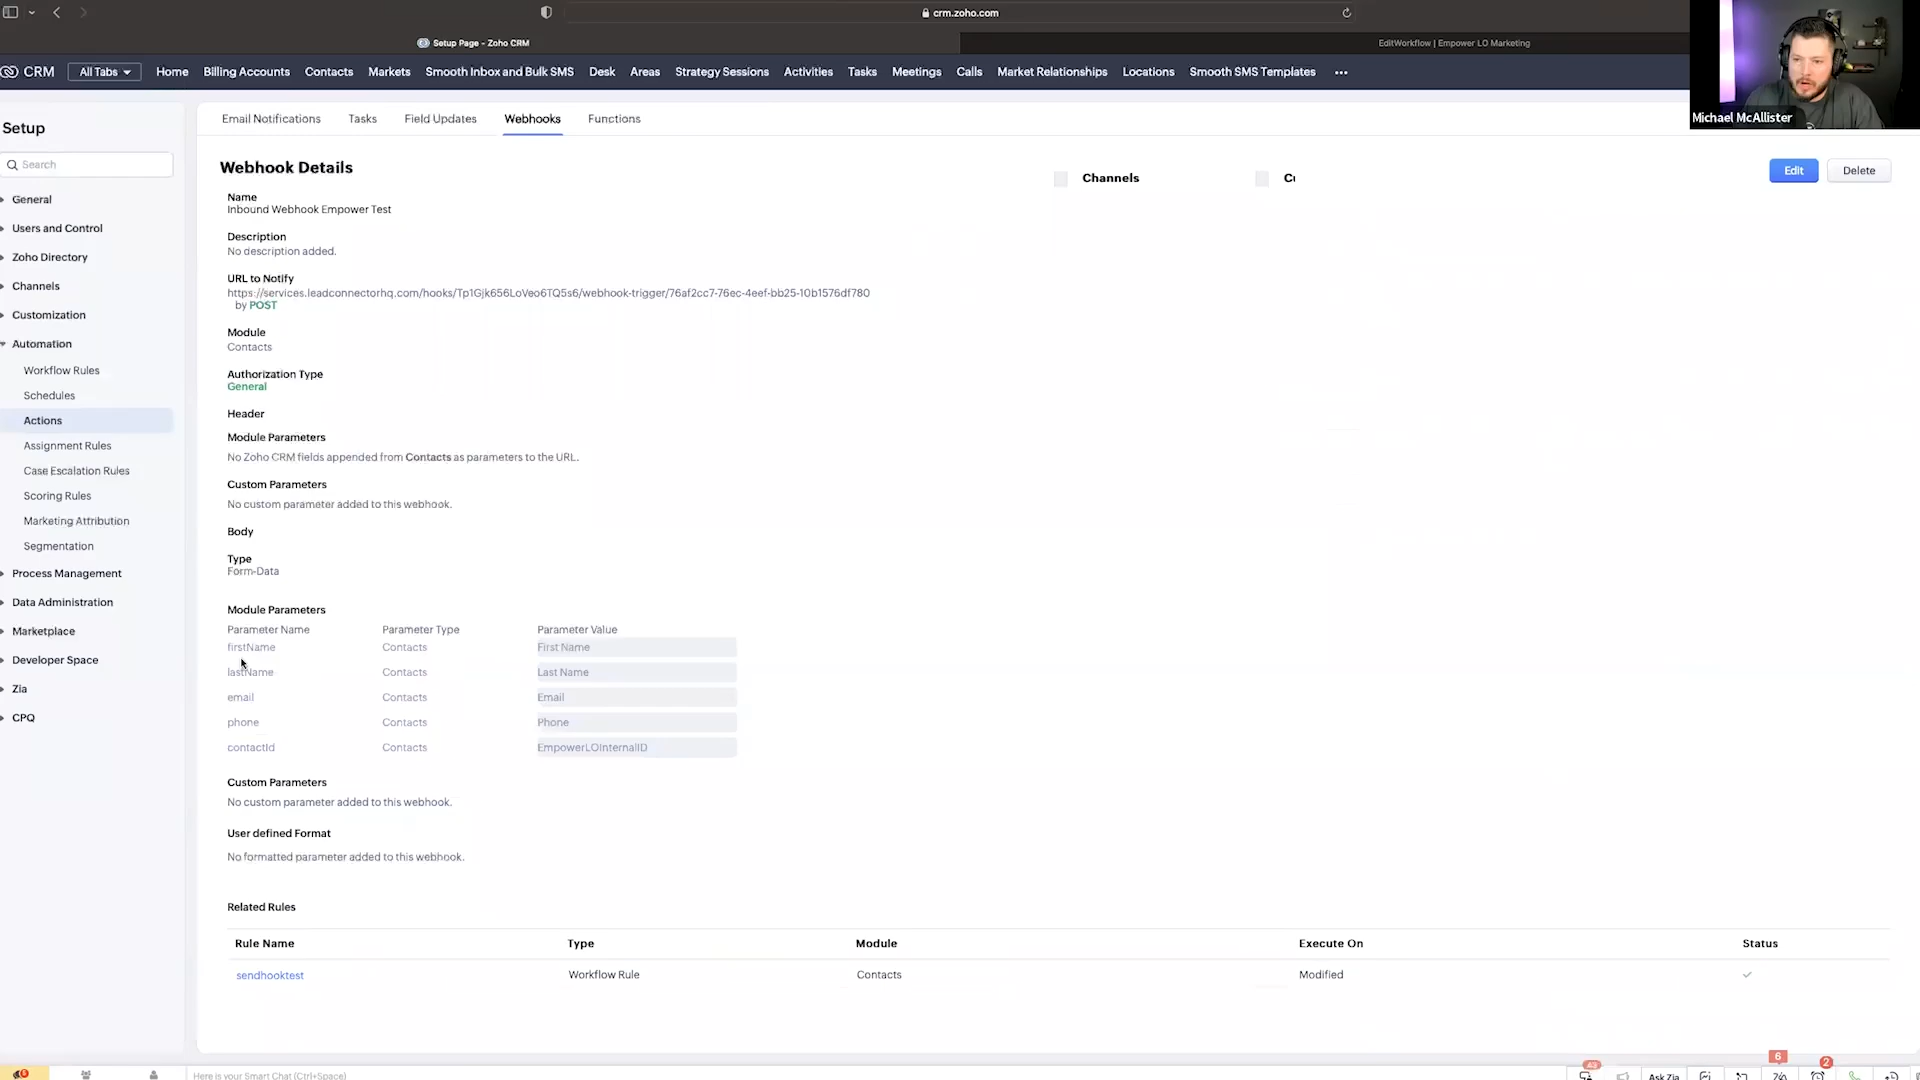 crm.zoho.com
Setup Page - Zoho CRM
EditWorkflow | Empower LO Marketing
CRM
All Tabs
Home
Billing Accounts
Contacts
Markets
Smooth Inbox and Bulk SMS
Desk
Areas
Strategy Sessions
Activities
Tasks
Meetings
Calls
Market Relationships
Locations
Smooth SMS Templates
Michael McAllister
Setup
Search
General
Users and Control
Zoho Directory
Channels
Customization
Automation
Workflow Rules
Schedules
Actions
Assignment Rules
Case Escalation Rules
Scoring Rules
Marketing Attribution
Segmentation
Process Management
Data Administration
Marketplace
Developer Space
Zia
CPQ
Email Notifications
Tasks
Field Updates
Webhooks
Functions
Webhook Details
Channels
Edit
Delete
Name
Inbound Webhook Empower Test
Description
No description added.
URL to Notify
https://services.leadconnectorhq.com/hooks/Tp1Gjk656LoVeo6TQ5s6/webhook-trigger/76af2cc7-76ec-4eef-bb25-10b1576df780
by POST
Module
Contacts
Authorization Type
General
Header
Module Parameters
No Zoho CRM fields appended from Contacts as parameters to the URL.
Custom Parameters
No custom parameter added to this webhook.
Body
Type
Form-Data
Module Parameters
Parameter Name Parameter Type Parameter Value
firstName Contacts First Name
lastName Contacts Last Name
email Contacts Email
phone Contacts Phone
contactId Contacts EmpowerLOInternalID
Custom Parameters
No custom parameter added to this webhook.
User defined Format
No formatted parameter added to this webhook.
Related Rules
Rule Name Type Module Execute On Status
sendhooktest Workflow Rule Contacts Modified
Here is your Smart Chat (Ctrl+Space)
Ask Zia
6
2